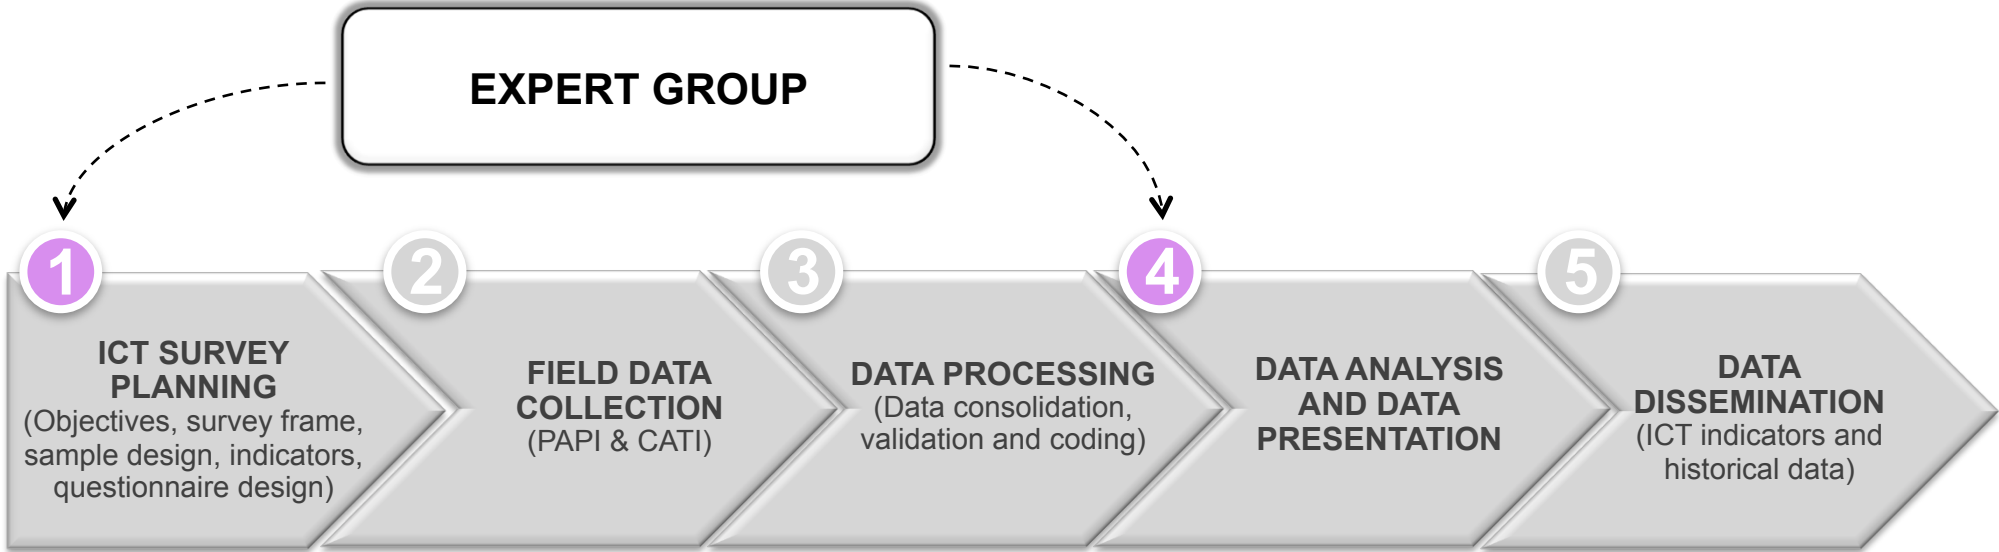 EXPERT GROUP
1
ICT SURVEY
PLANNING
(Objectives, survey frame,
sample design, indicators,
questionnaire design)
2
FIELD DATA
COLLECTION
(PAPI & CATI)
3
DATA PROCESSING
(Data consolidation,
validation and coding)
4
DATA ANALYSIS
AND DATA
PRESENTATION
5
DATA
DISSEMINATION
(ICT indicators and
historical data)